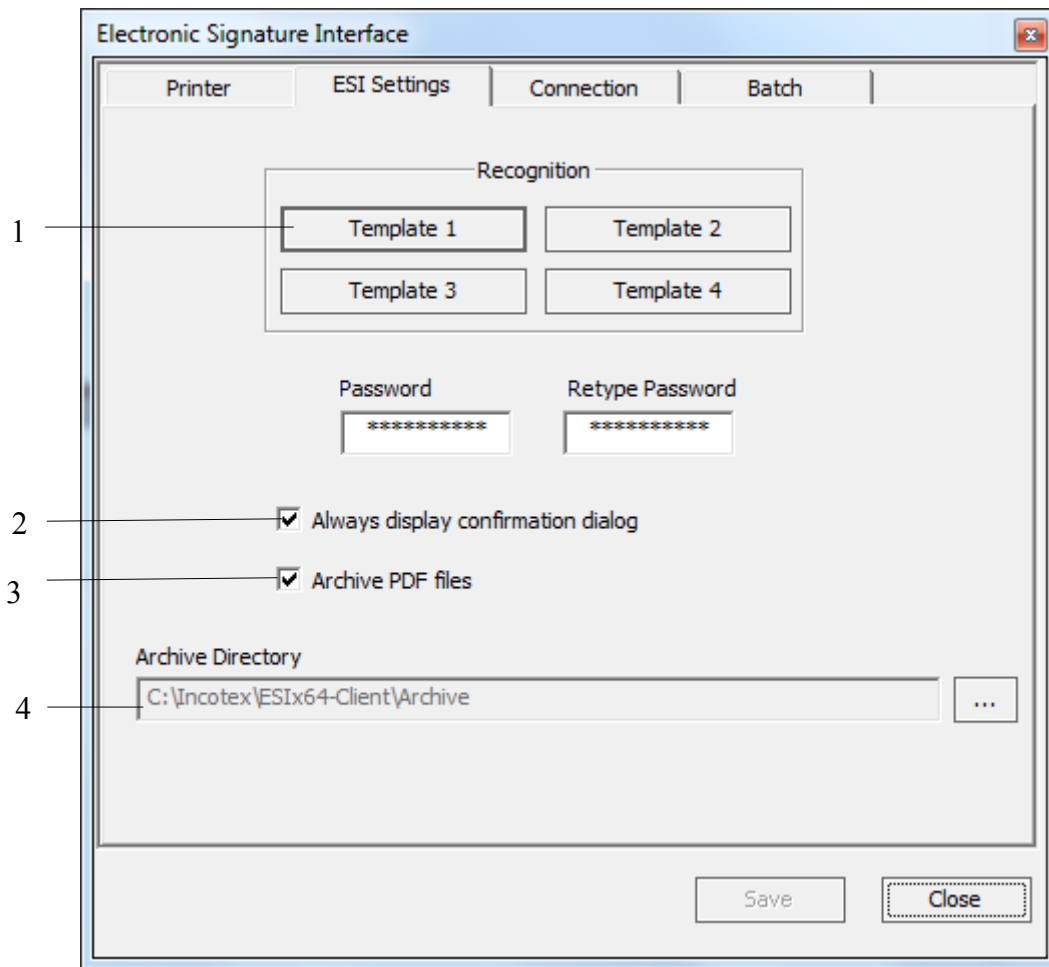 Electronic Signature Interface
Printer ESI Settings Connection Batch
Recognition
1 Template 1 Template 2
Template 3 Template 4
Password Retype Password
********** **********
2 Always display confirmation dialog
3 Archive PDF files
Archive Directory
4 C:\Incotex\ESIx64-Client\Archive ...
Save Close